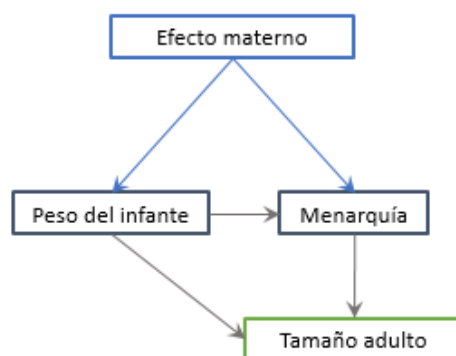 Efecto materno
Peso del infante
Menarquía
Tamaño adulto